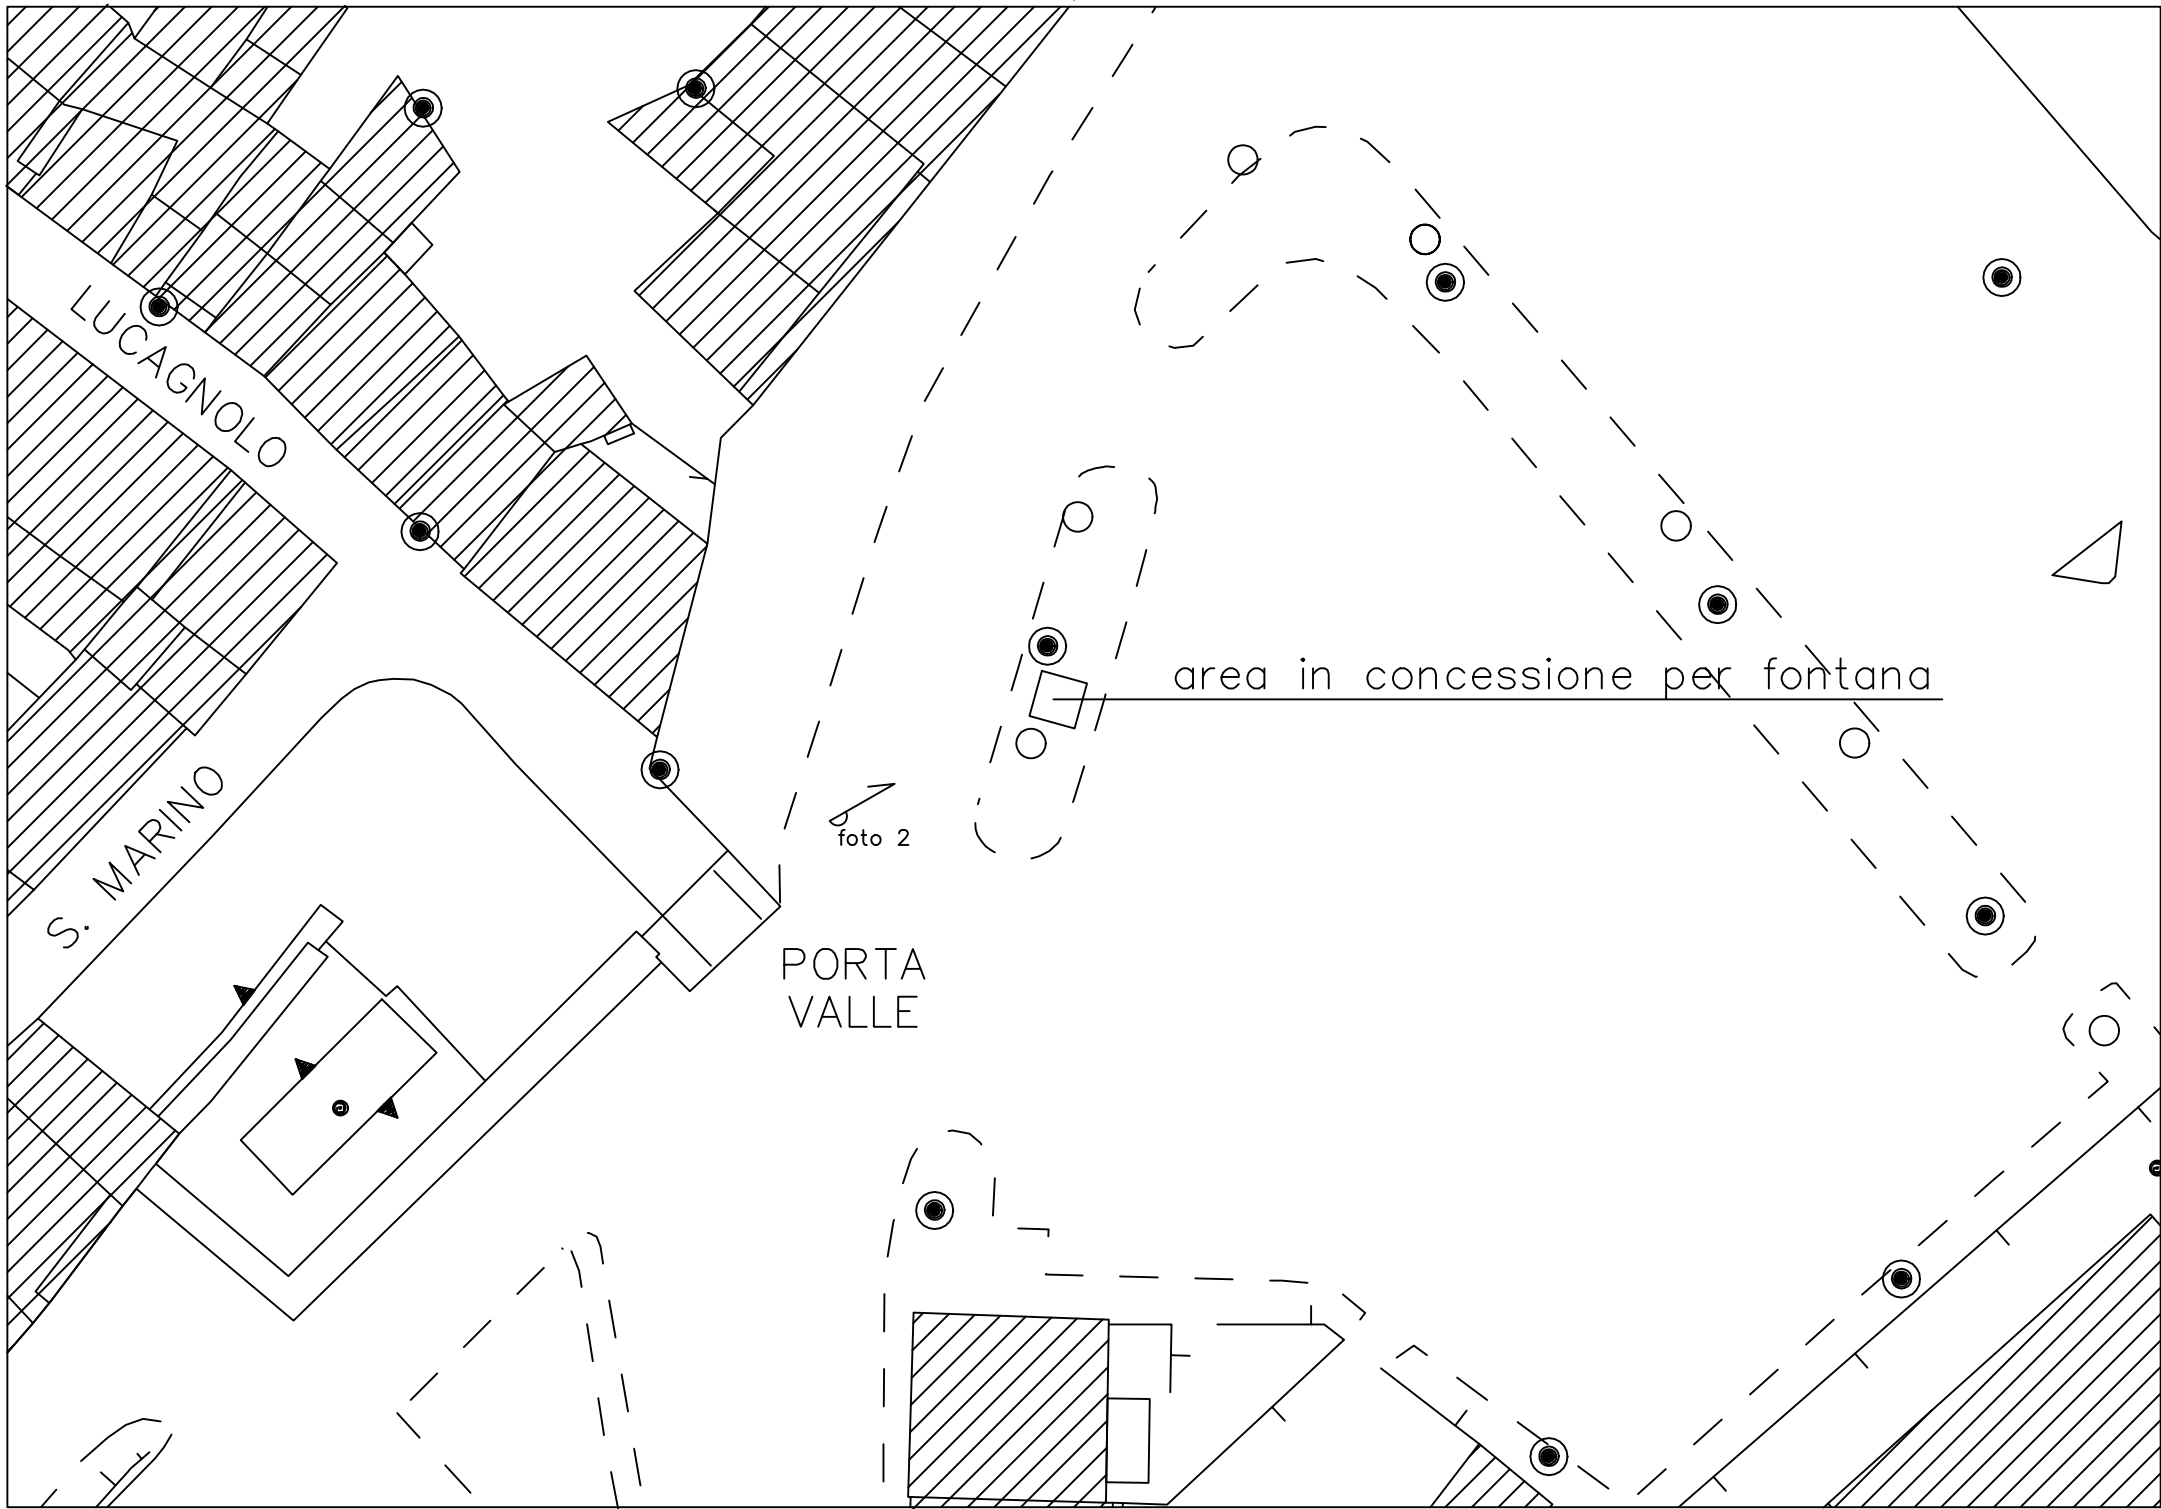 LUCAGNOLO
area in concessione per fontana
S. MARINO
foto 2
PORTA
VALLE
a
a